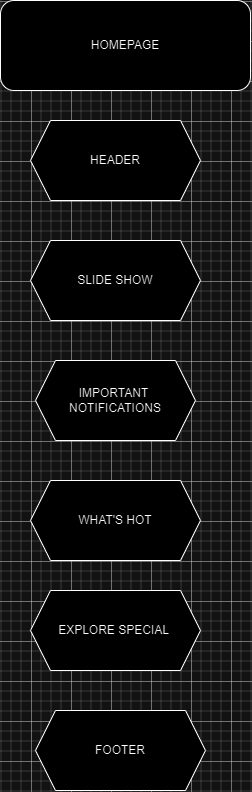 HOMEPAGE
HEADER
SLIDE SHOW
IMPORTANT
NOTIFICATIONS
WHAT'S HOT
EXPLORE SPECIAL
FOOTER